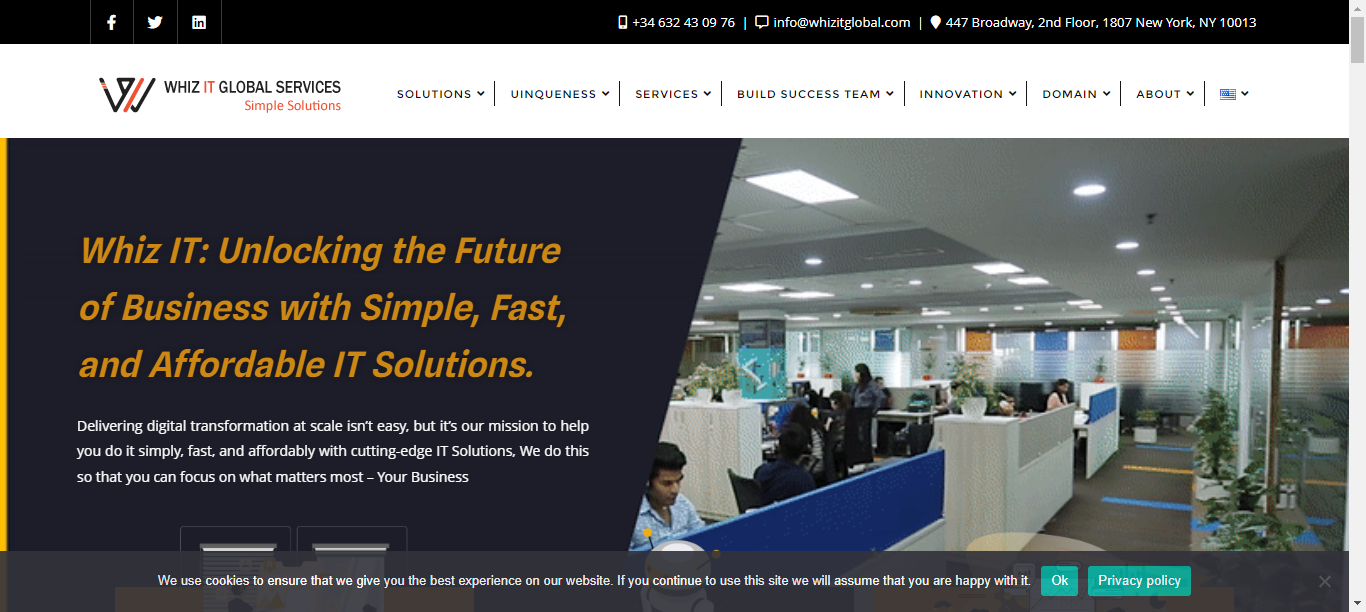 +34 632 43 09 76 | info@whizitglobal.com | 447 Broadway, 2nd Floor, 1807 New York, NY 10013
WHIZ IT GLOBAL SERVICES
Simple Solutions
SOLUTIONS UINQUENESS SERVICES BUILD SUCCESS TEAM INNOVATION DOMAIN ABOUT
Whiz IT: Unlocking the Future
of Business with Simple, Fast,
and Affordable IT Solutions.
Delivering digital transformation at scale isn't easy, but it's our mission to help
you do it simply, fast, and affordably with cutting-edge IT Solutions, We do this
so that you can focus on what matters most – Your Business
We use cookies to ensure that we give you the best experience on our website. If you continue to use this site we will assume that you are happy with it. Ok Privacy policy